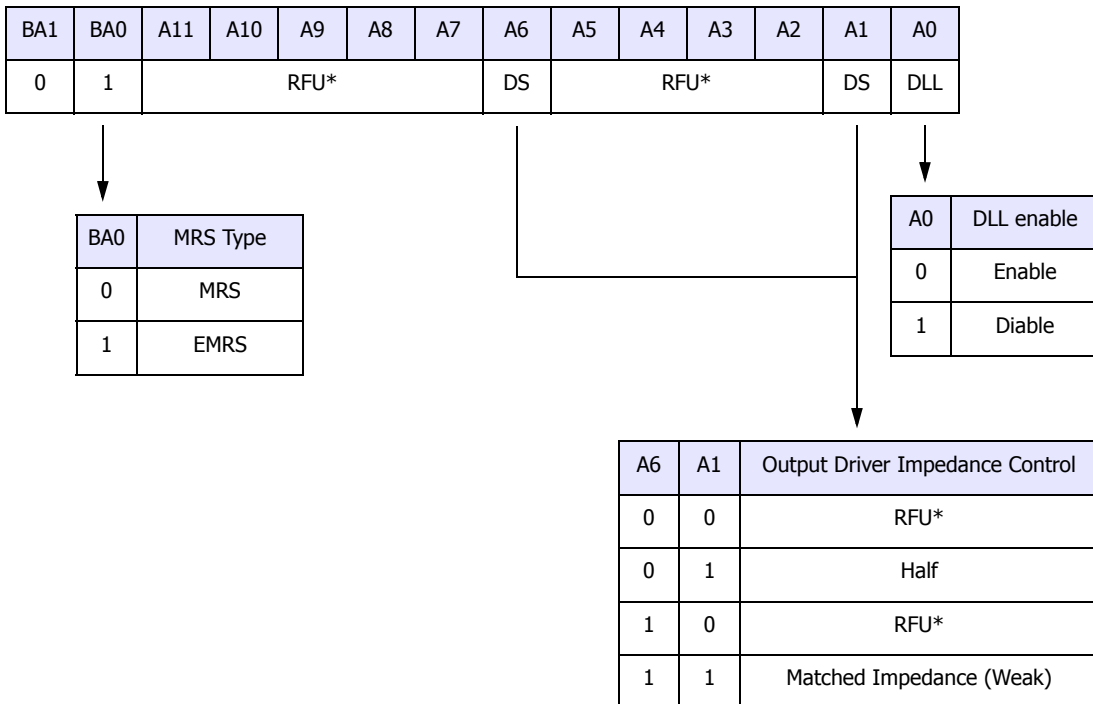 BA1 BA0 A11 A10 A9 A8 A7 A6 A5 A4 A3 A2 A1 A0
0 1 RFU* DS RFU* DS DLL
BA0 MRS Type
0 MRS
1 EMRS
A0 DLL enable
0 Enable
1 Diable
A6 A1 Output Driver Impedance Control
0 0 RFU*
0 1 Half
1 0 RFU*
1 1 Matched Impedance (Weak)